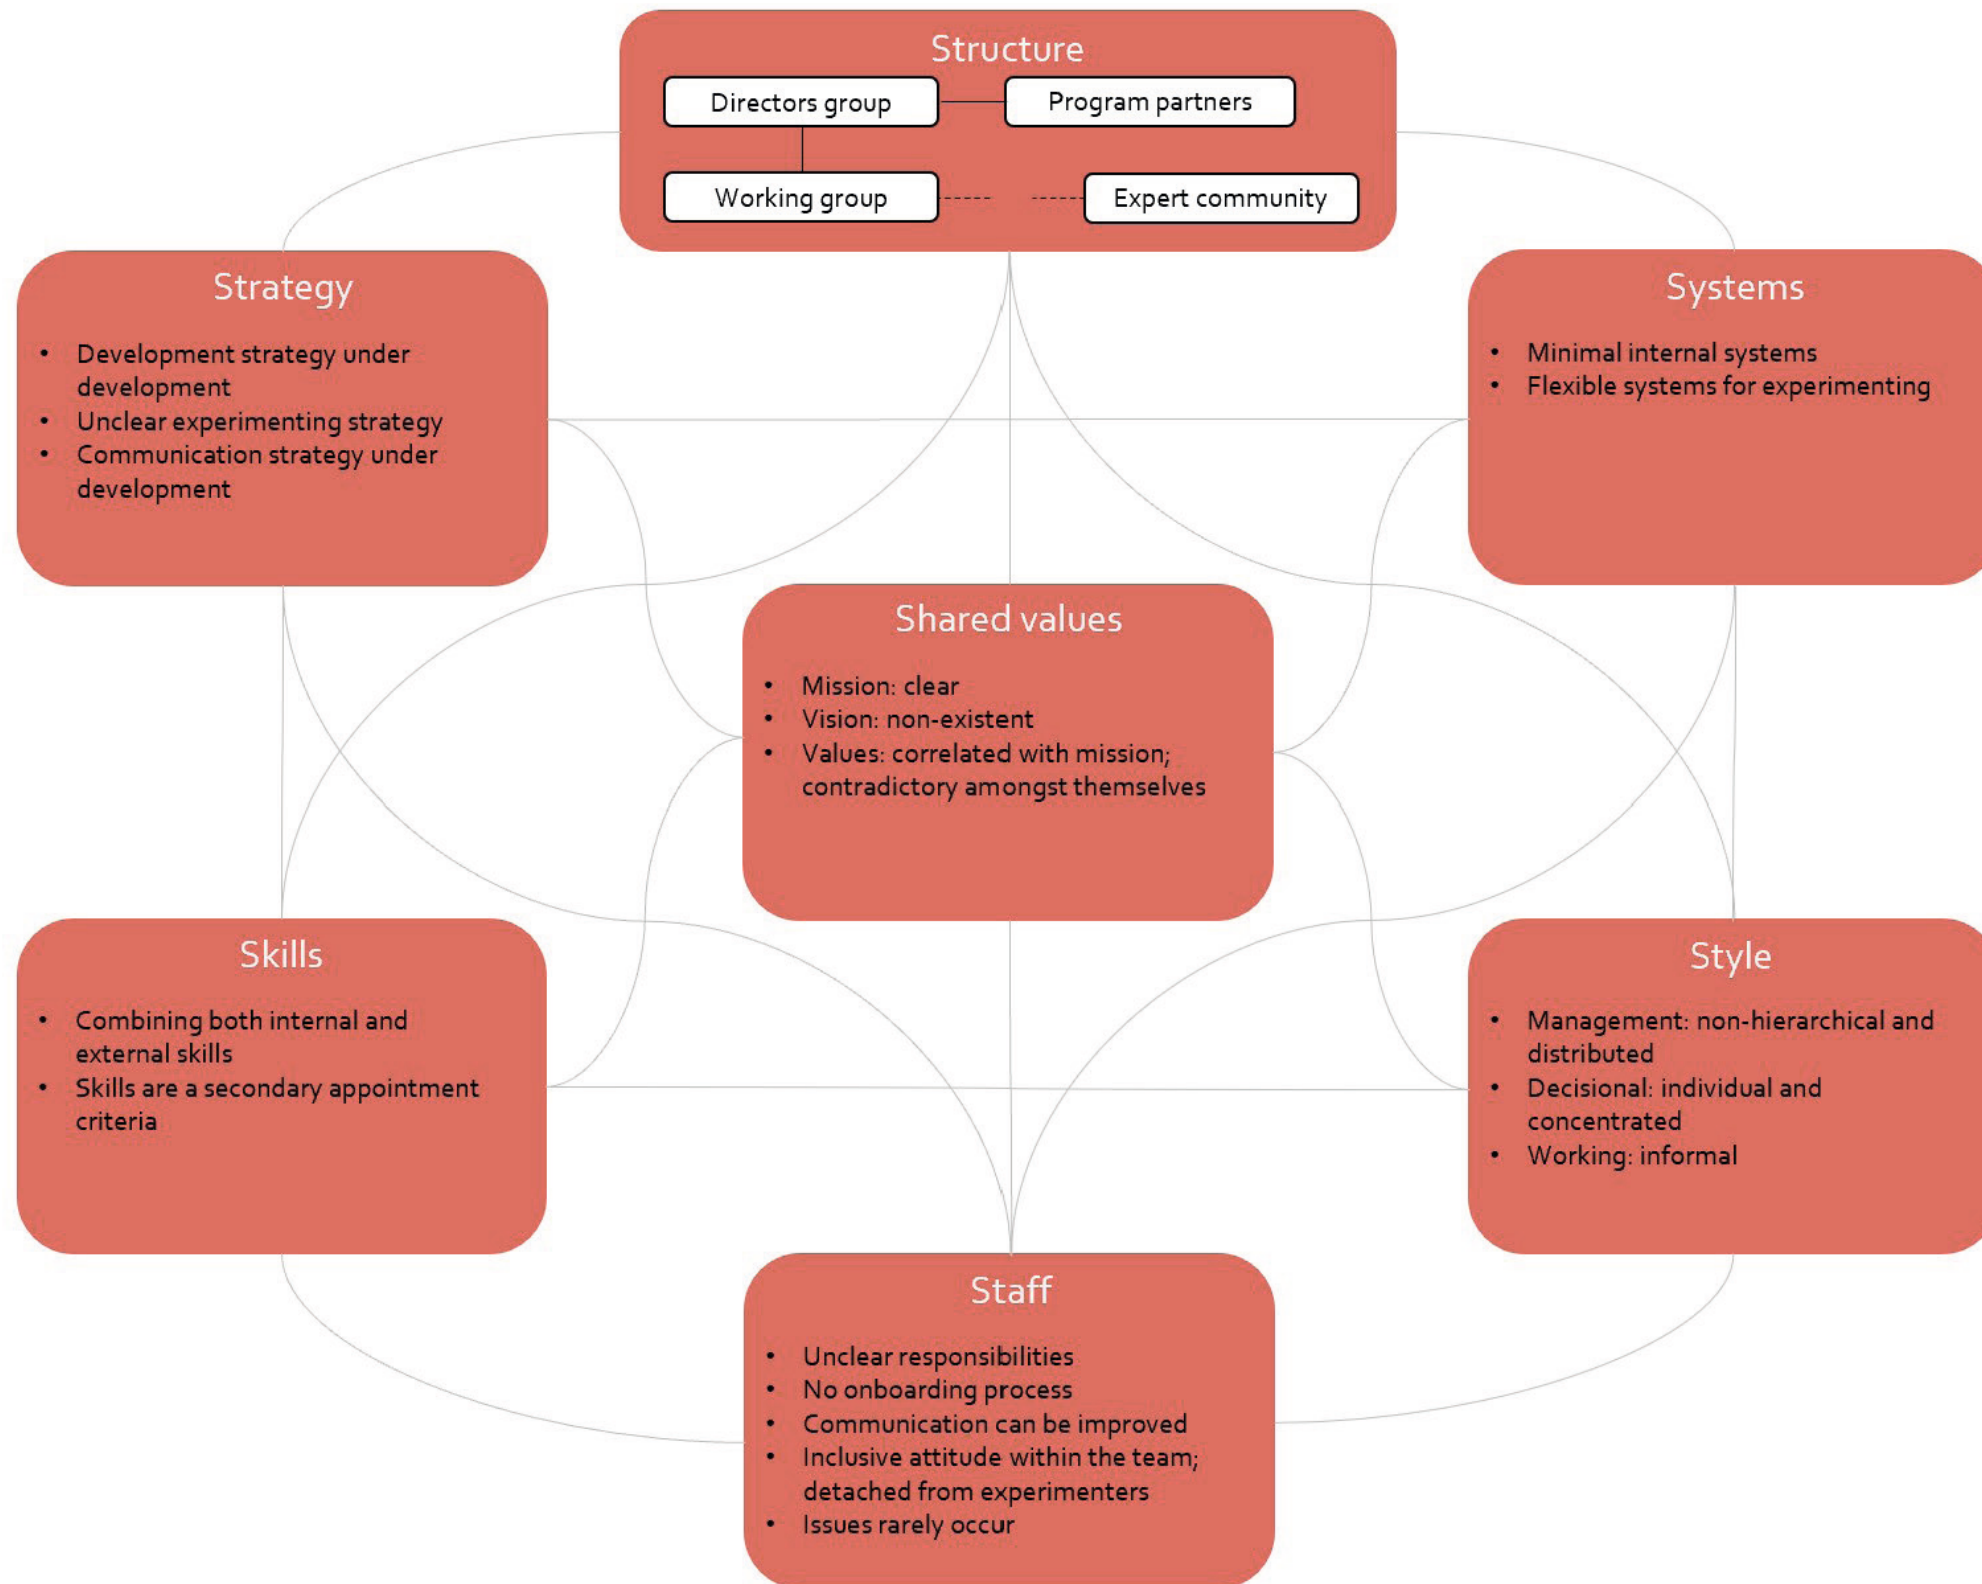 Structure
Directors group
Program partners
Working group
Expert community
Strategy
• Development strategy under
development
• Unclear experimenting strategy
• Communication strategy under
development
Systems
• Minimal internal systems
• Flexible systems for experimenting
Shared values
• Mission: clear
• Vision: non-existent
• Values: correlated with mission;
contradictory amongst themselves
Skills
• Combining both internal and
external skills
• Skills are a secondary appointment
criteria
Style
• Management: non-hierarchical and
distributed
• Decisional: individual and
concentrated
• Working: informal
Staff
• Unclear responsibilities
• No onboarding process
• Communication can be improved
• Inclusive attitude within the team;
detached from experimenters
• Issues rarely occur